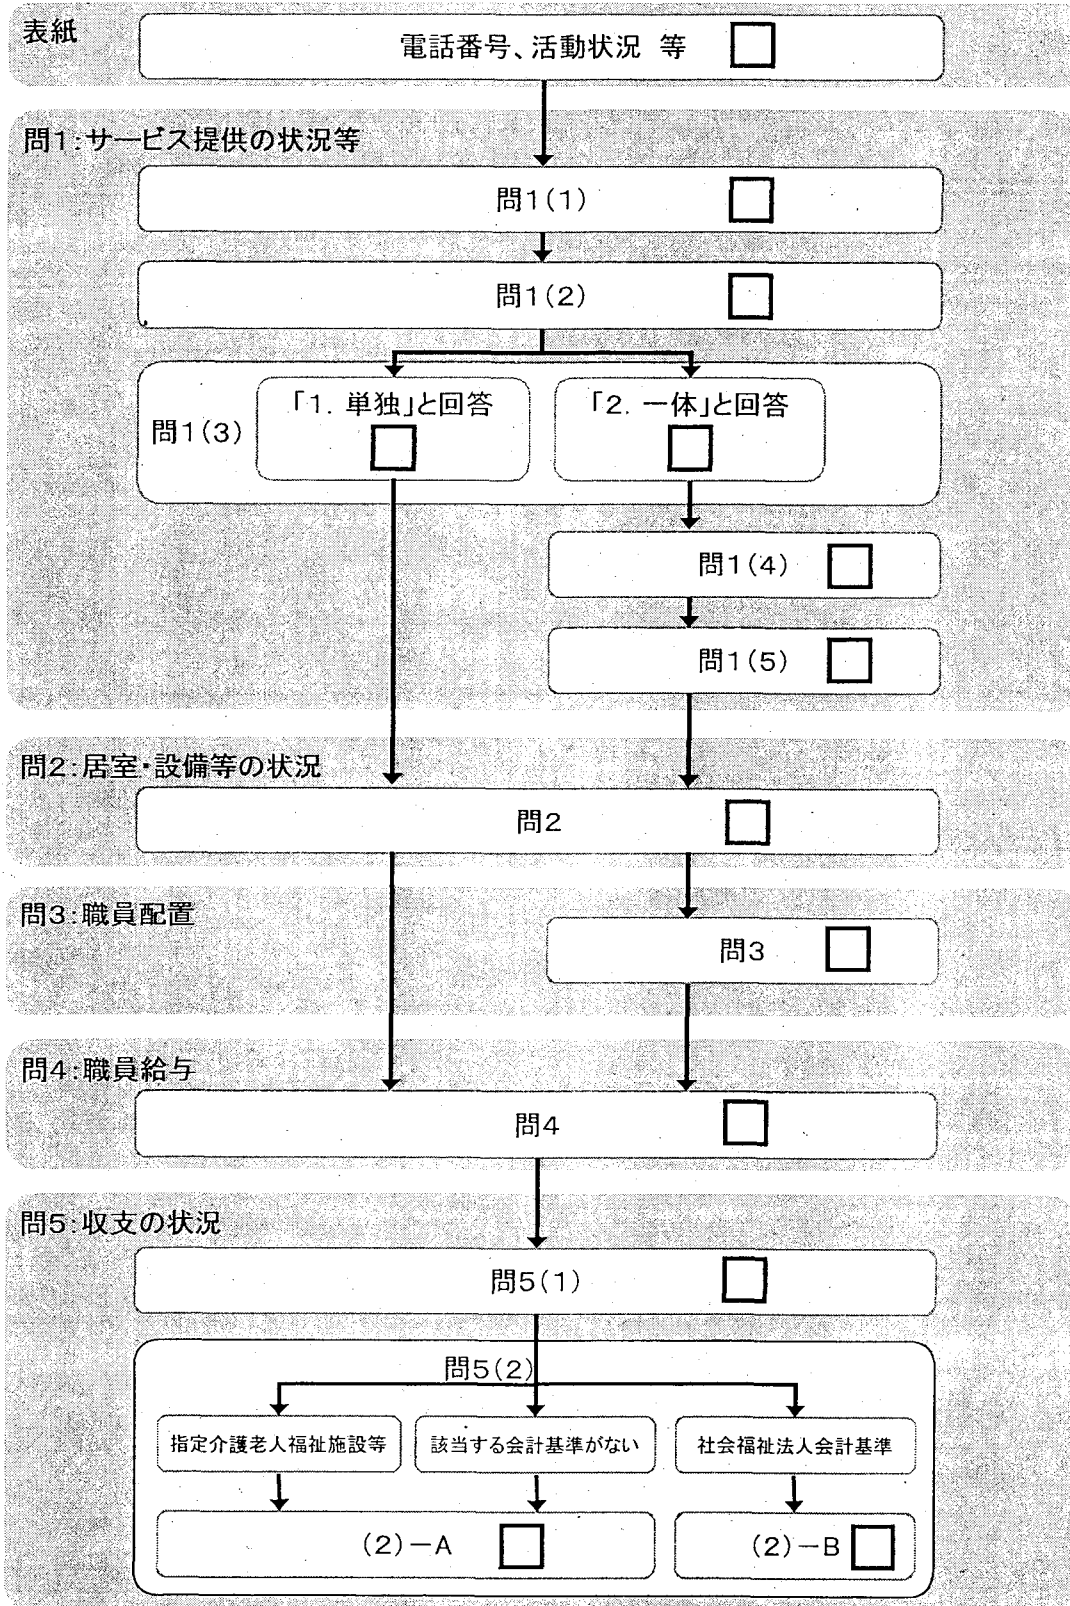 表紙
電話番号、活動状況 等
問1:サービス提供の状況等
問1(1)
問1(2)
問1(3)
「1. 単独」と回答
「2. 一体」と回答
問1(4)
問1(5)
問2:居室・設備等の状況
問2
問3:職員配置
問3
問4:職員給与
問4
問5:収支の状況
問5(1)
問5(2)
指定介護老人福祉施設等
該当する会計基準がない
社会福祉法人会計基準
(2)-A
(2)-B